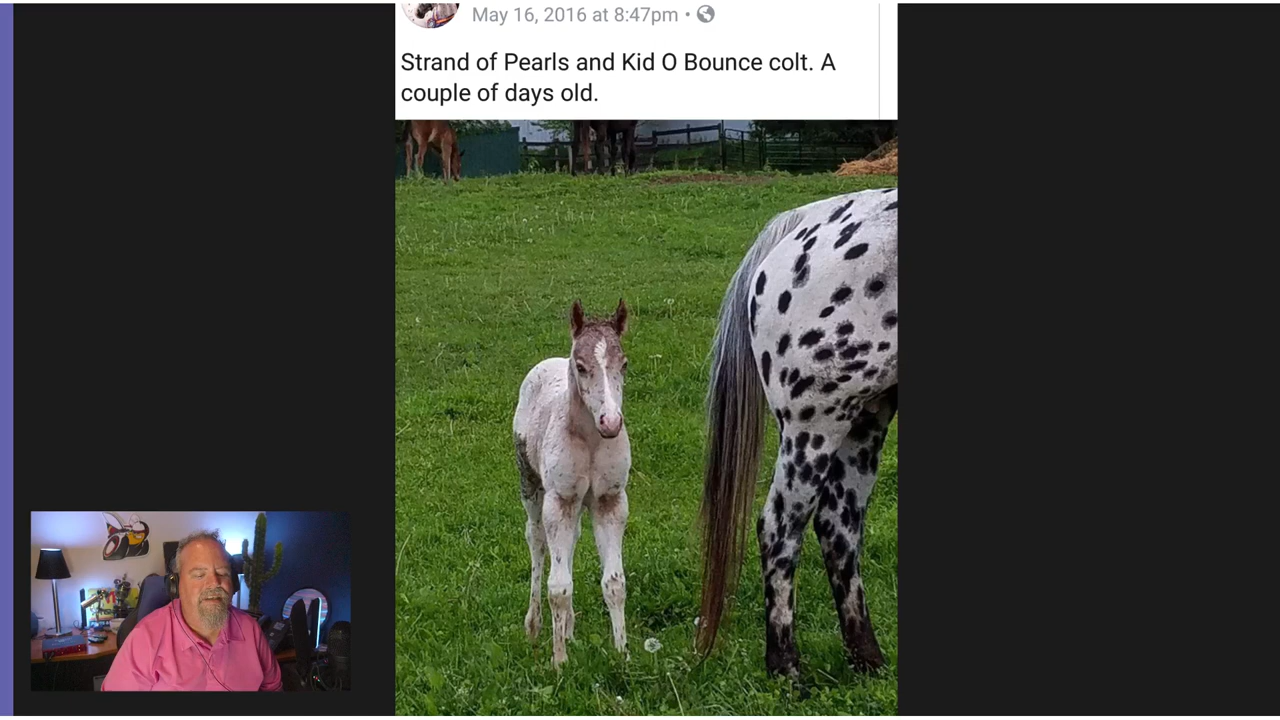 May 16, 2016 at 8:47pm •
Strand of Pearls and Kid O Bounce colt. A
couple of days old.